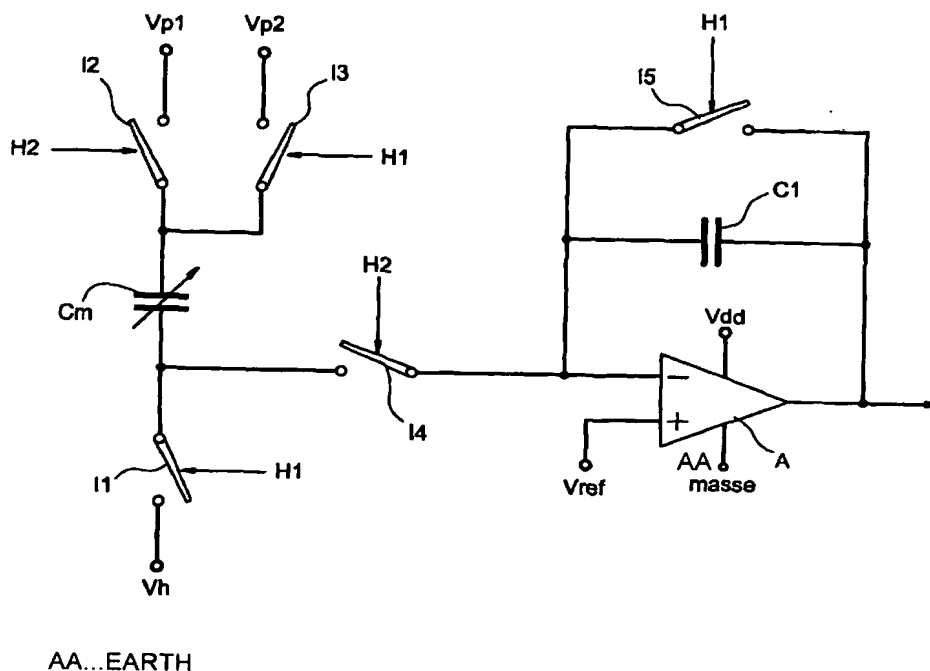 Vp1
Vp2
H1
I2
I3
I5
H2
H1
C1
H2
Cm
Vdd
−
+
I4
I1
H1
Vref
AA
A
masse
Vh
AA...EARTH